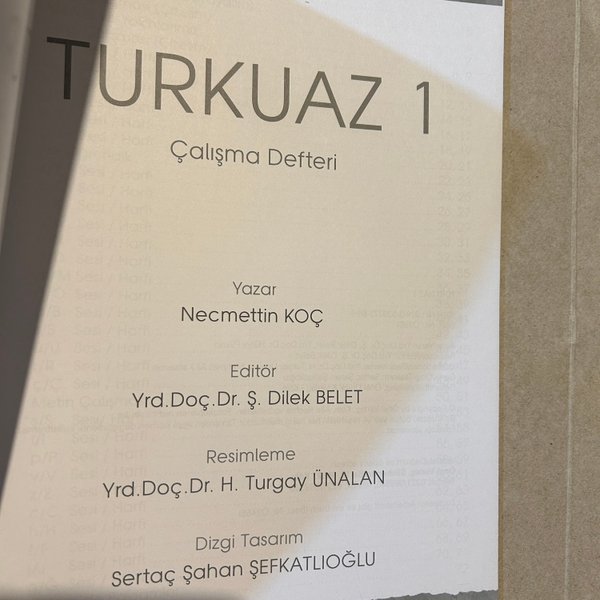 TURKUAZ 1
Çalışma Defteri
Yazar
Necmettin KOÇ
Editör
Yrd.Doç.Dr. Ş. Dilek BELET
Resimleme
Yrd.Doç.Dr. H. Turgay ÜNALAN
Dizgi Tasarım
Sertaç Şahan ŞEFKATLIOĞLU